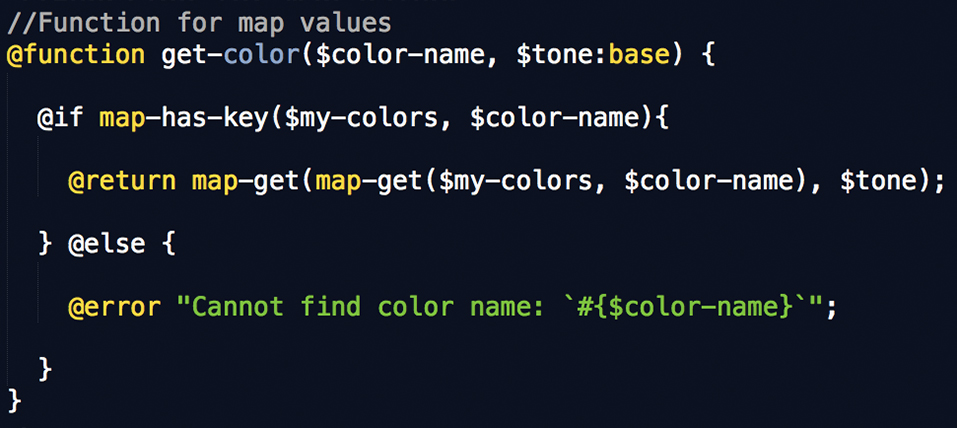 //Function for map values
@function get-color($color-name, $tone:base) {
@if map-has-key($my-colors, $color-name){
@return map-get(map-get($my-colors, $color-name), $tone);
} @else {
@error "Cannot find color name: `#{$color-name}`";
}
}